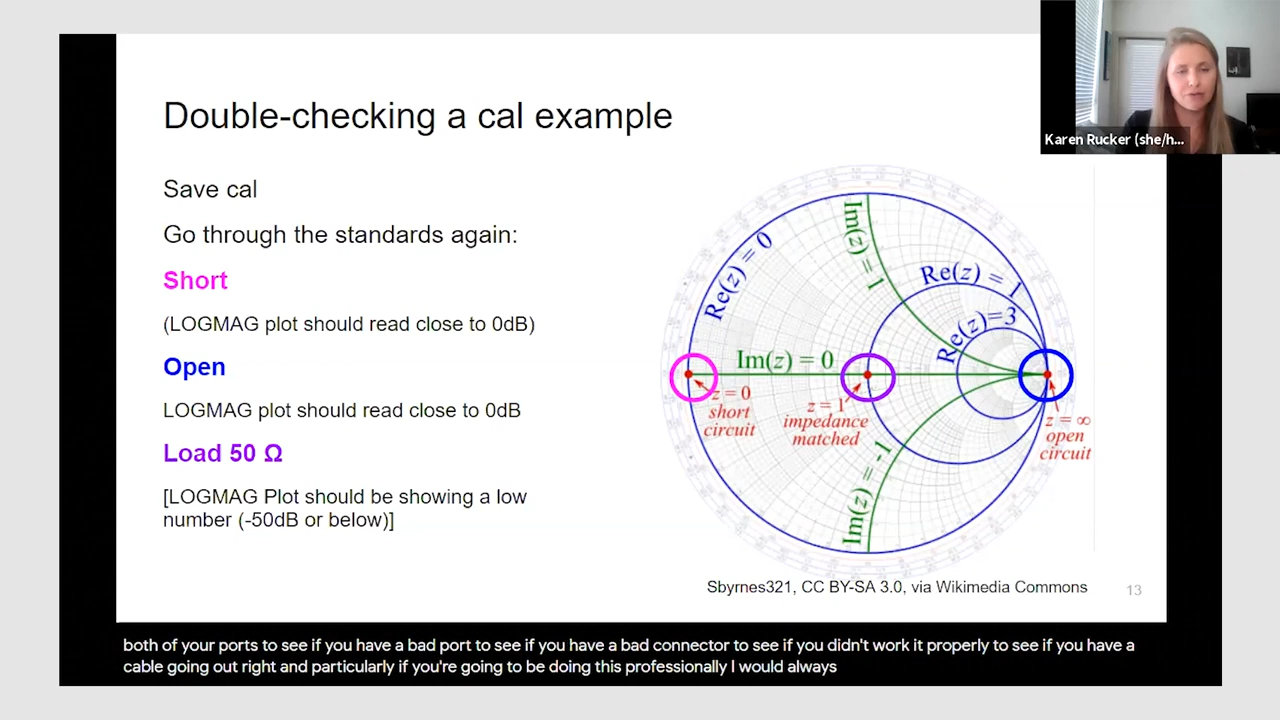 Double-checking a cal example
Save cal
Go through the standards again:
Short
(LOGMAG plot should read close to 0dB)
Open
LOGMAG plot should read close to 0dB
Load 50 Ω
[LOGMAG Plot should be showing a low
number (-50dB or below)]
Karen Rucker (she/h...
Re(z) = 0
Im(z) = 1
Re(z) = 1
Re(z)=3
Im(z) = 0
z = 0
short
circuit
z = 1
impedance
matched
z = ∞
open
circuit
Im(z) = -1
Sbyrnes321, CC BY-SA 3.0, via Wikimedia Commons
13
both of your ports to see if you have a bad port to see if you have a bad connector to see if you didn't work it properly to see if you have a
cable going out right and particularly if you're going to be doing this professionally I would always